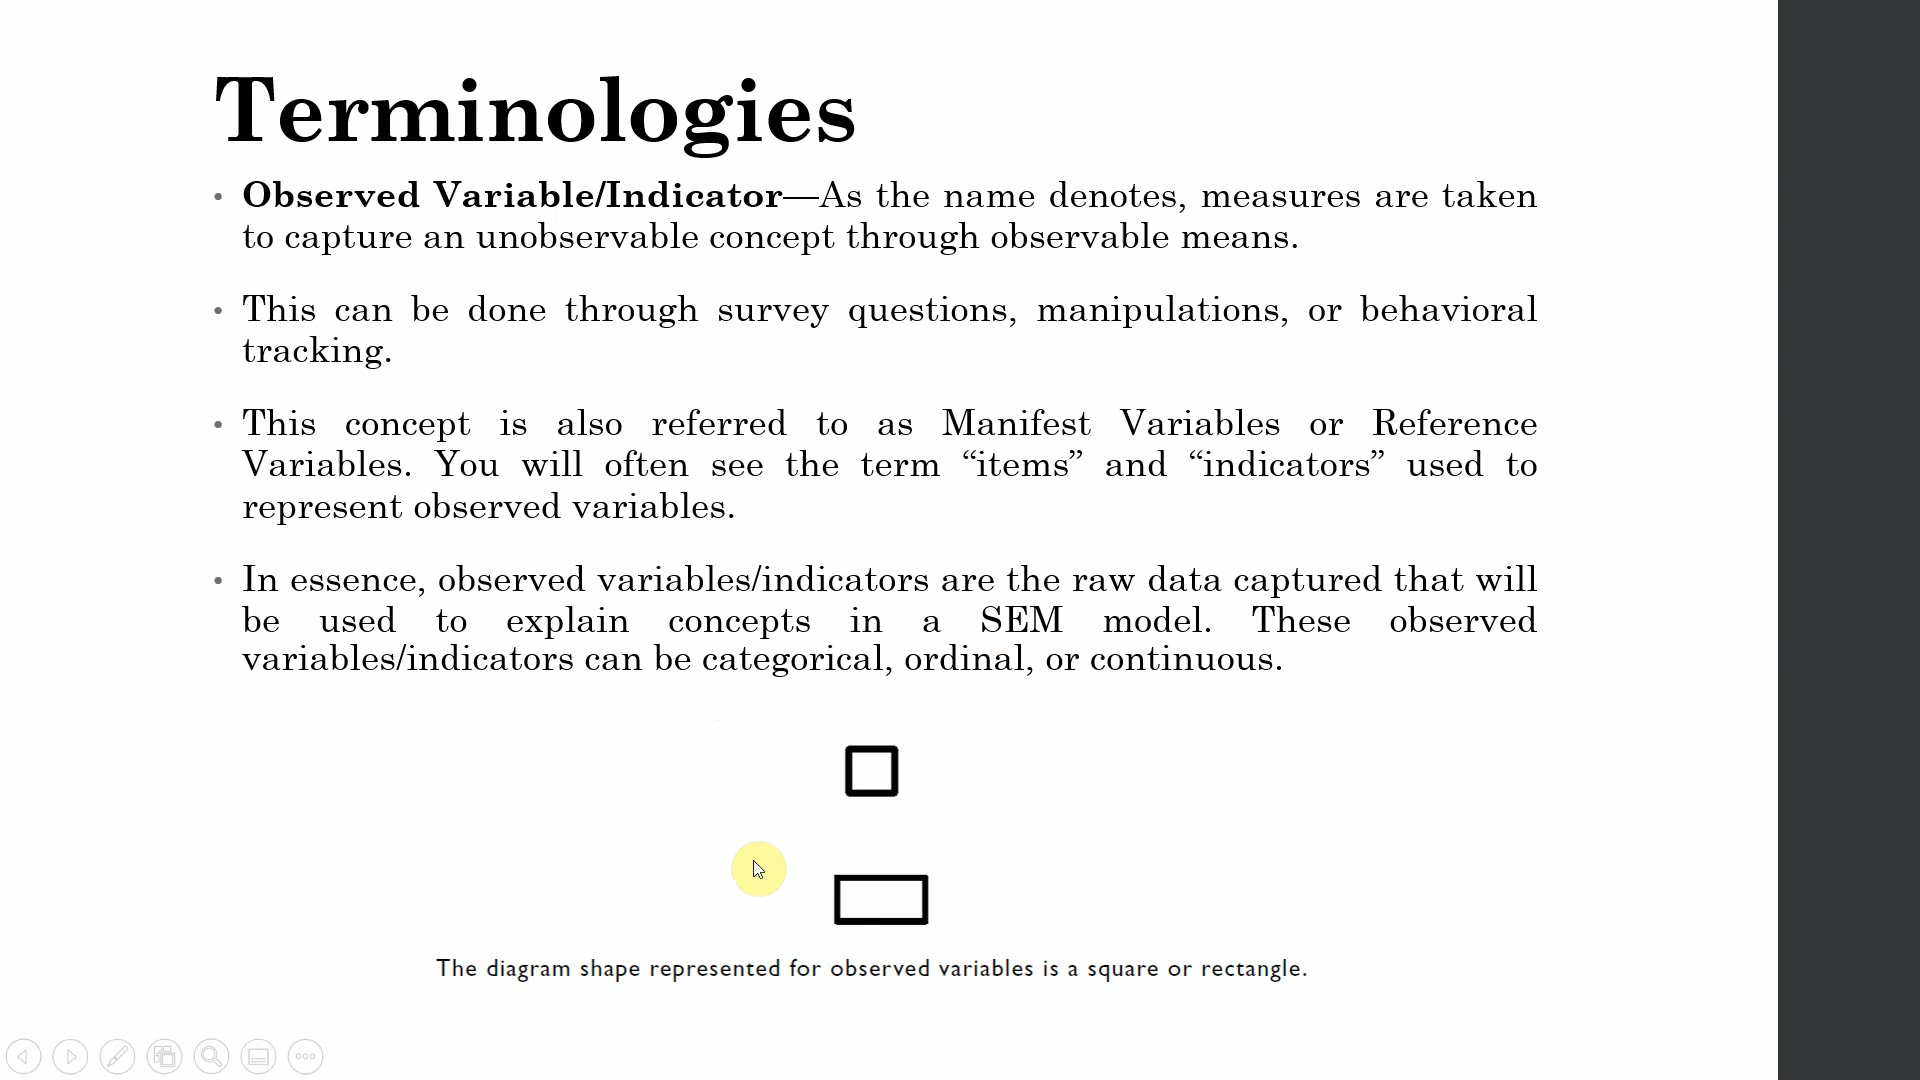 Terminologies
• Observed Variable/Indicator—As the name denotes, measures are taken
to capture an unobservable concept through observable means.
• This can be done through survey questions, manipulations, or behavioral
tracking.
• This concept is also referred to as Manifest Variables or Reference
Variables. You will often see the term “items” and “indicators” used to
represent observed variables.
• In essence, observed variables/indicators are the raw data captured that will
be used to explain concepts in a SEM model. These observed
variables/indicators can be categorical, ordinal, or continuous.
The diagram shape represented for observed variables is a square or rectangle.